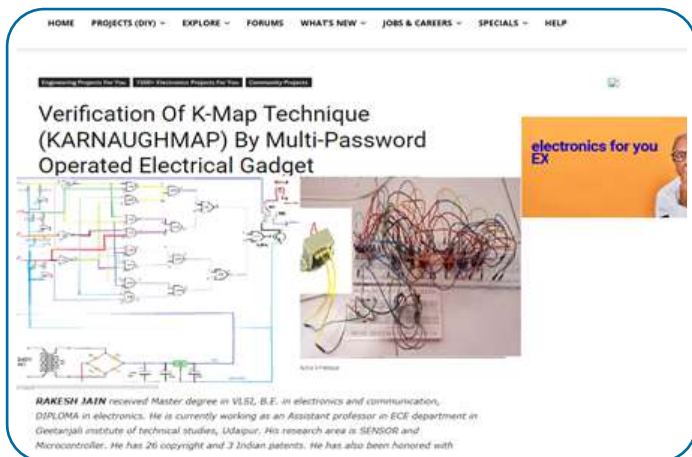 HOME PROJECTS (DIY) EXPLORE FORUMS WHAT'S NEW JOBS & CAREERS SPECIALS HELP
Engineering Projects For You 1500+ Electronics Projects For You Community Projects
Verification Of K-Map Technique
(KARNAUGHMAP) By Multi-Password
Operated Electrical Gadget
electronics for you
EX
RAKESH JAIN received Master degree in VLSI, B.E. in electronics and communication,
DIPLOMA in electronics. He is currently working as an Assistant professor in ECE department in
Geetanjali institute of technical studies, Udaipur. His research area is SENSOR and
Microcontroller. He has 26 copyright and 3 Indian patents. He has also been honored with